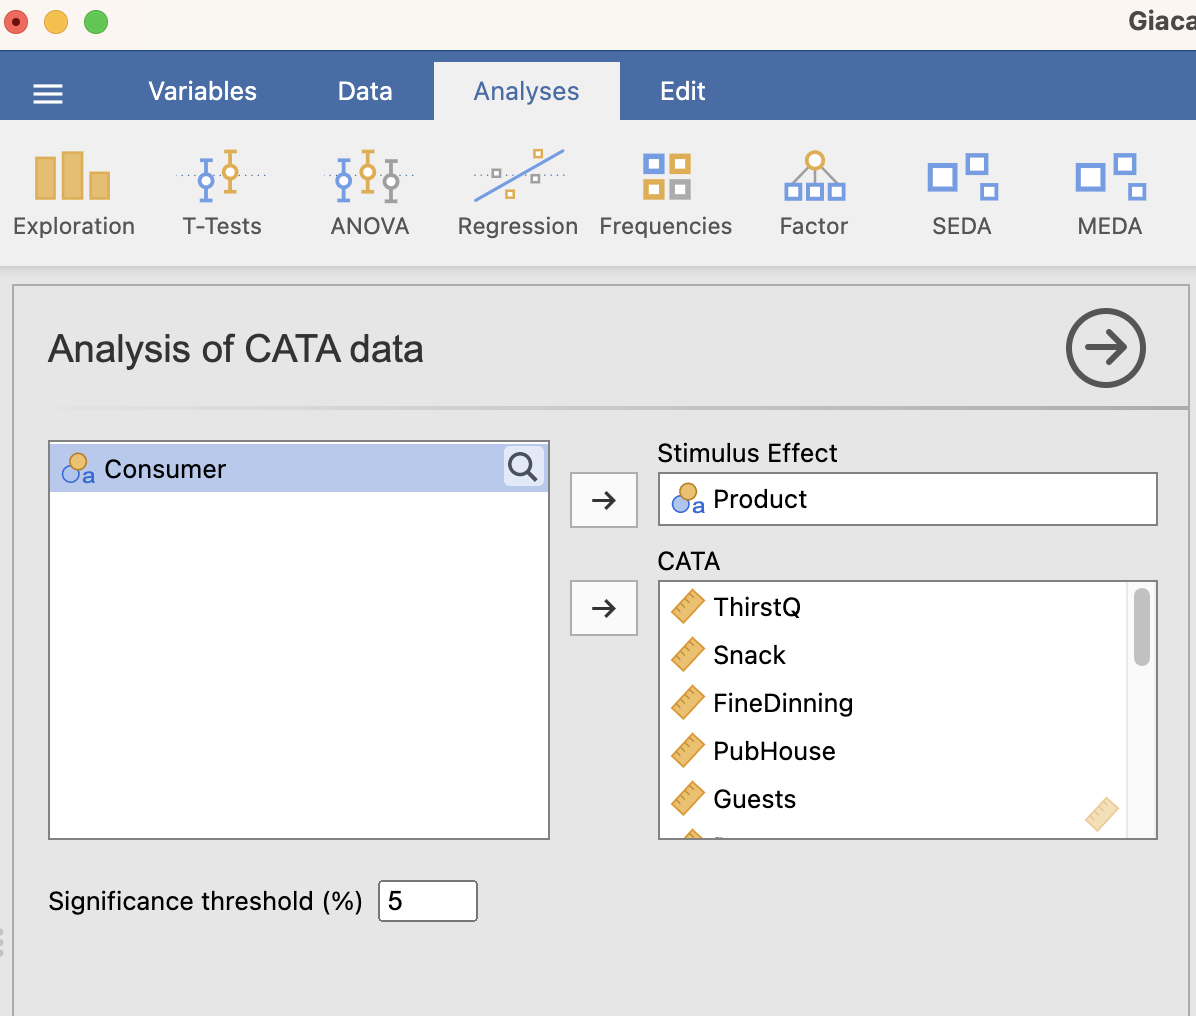 Giaca
Variables Data Analyses Edit
Exploration T-Tests ANOVA Regression Frequencies Factor SEDA MEDA
Analysis of CATA data
Consumer
Stimulus Effect
Product
CATA
ThirstQ
Snack
FineDinning
PubHouse
Guests
Significance threshold (%) 5